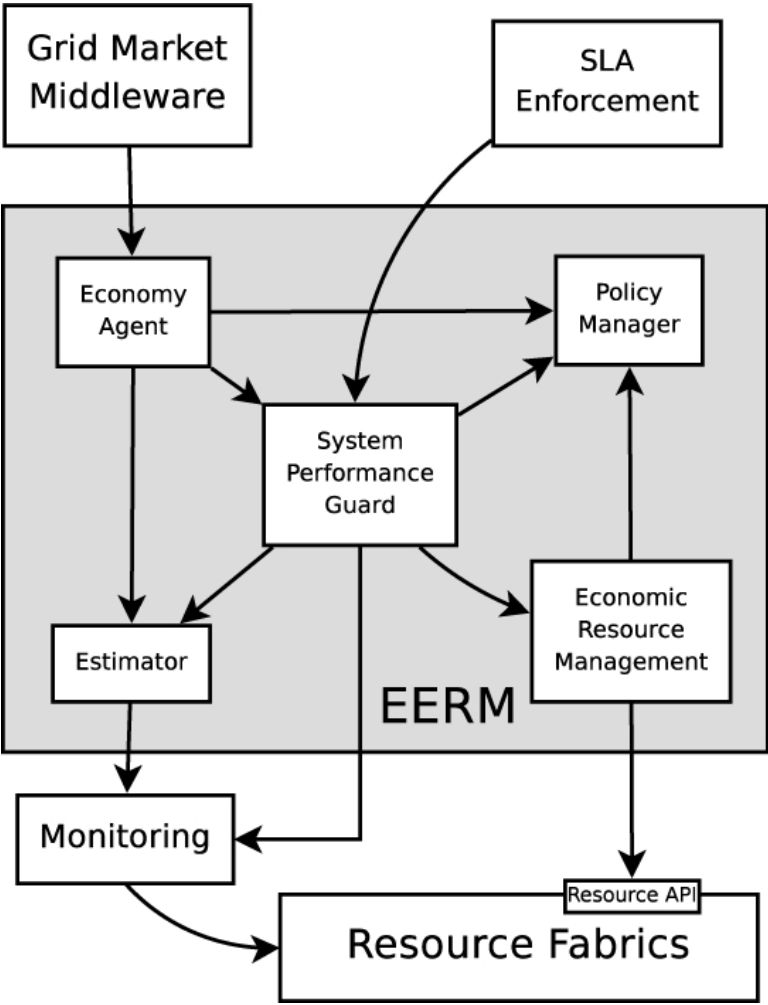 Grid Market
Middleware
SLA
Enforcement
Economy
Agent
Policy
Manager
System
Performance
Guard
Economic
Resource
Management
Estimator
EERM
Monitoring
Resource API
Resource Fabrics